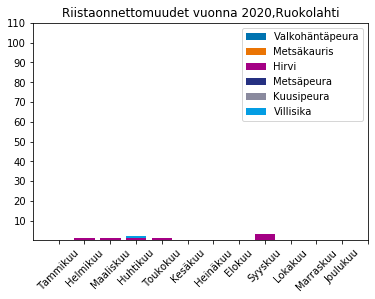 Riistaonnettomuudet vuonna 2020,Ruokolahti
110
100
90
80
70
60
50
40
30
20
10
Valkohäntäpeura
Metsäkauris
Hirvi
Metsäpeura
Kuusipeura
Villisika
Tammikuu
Helmikuu
Maaliskuu
Huhtikuu
Toukokuu
Kesäkuu
Heinäkuu
Elokuu
Syyskuu
Lokakuu
Marraskuu
Joulukuu